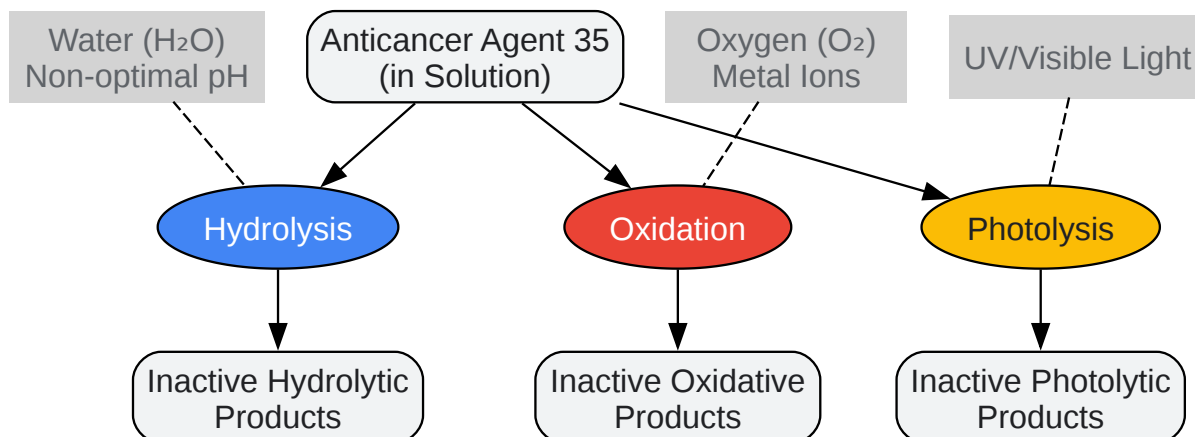 Water (H₂O)
Non-optimal pH
Anticancer Agent 35
(in Solution)
Oxygen (O₂)
Metal Ions
UV/Visible Light
Hydrolysis
Oxidation
Photolysis
Inactive Hydrolytic
Products
Inactive Oxidative
Products
Inactive Photolytic
Products